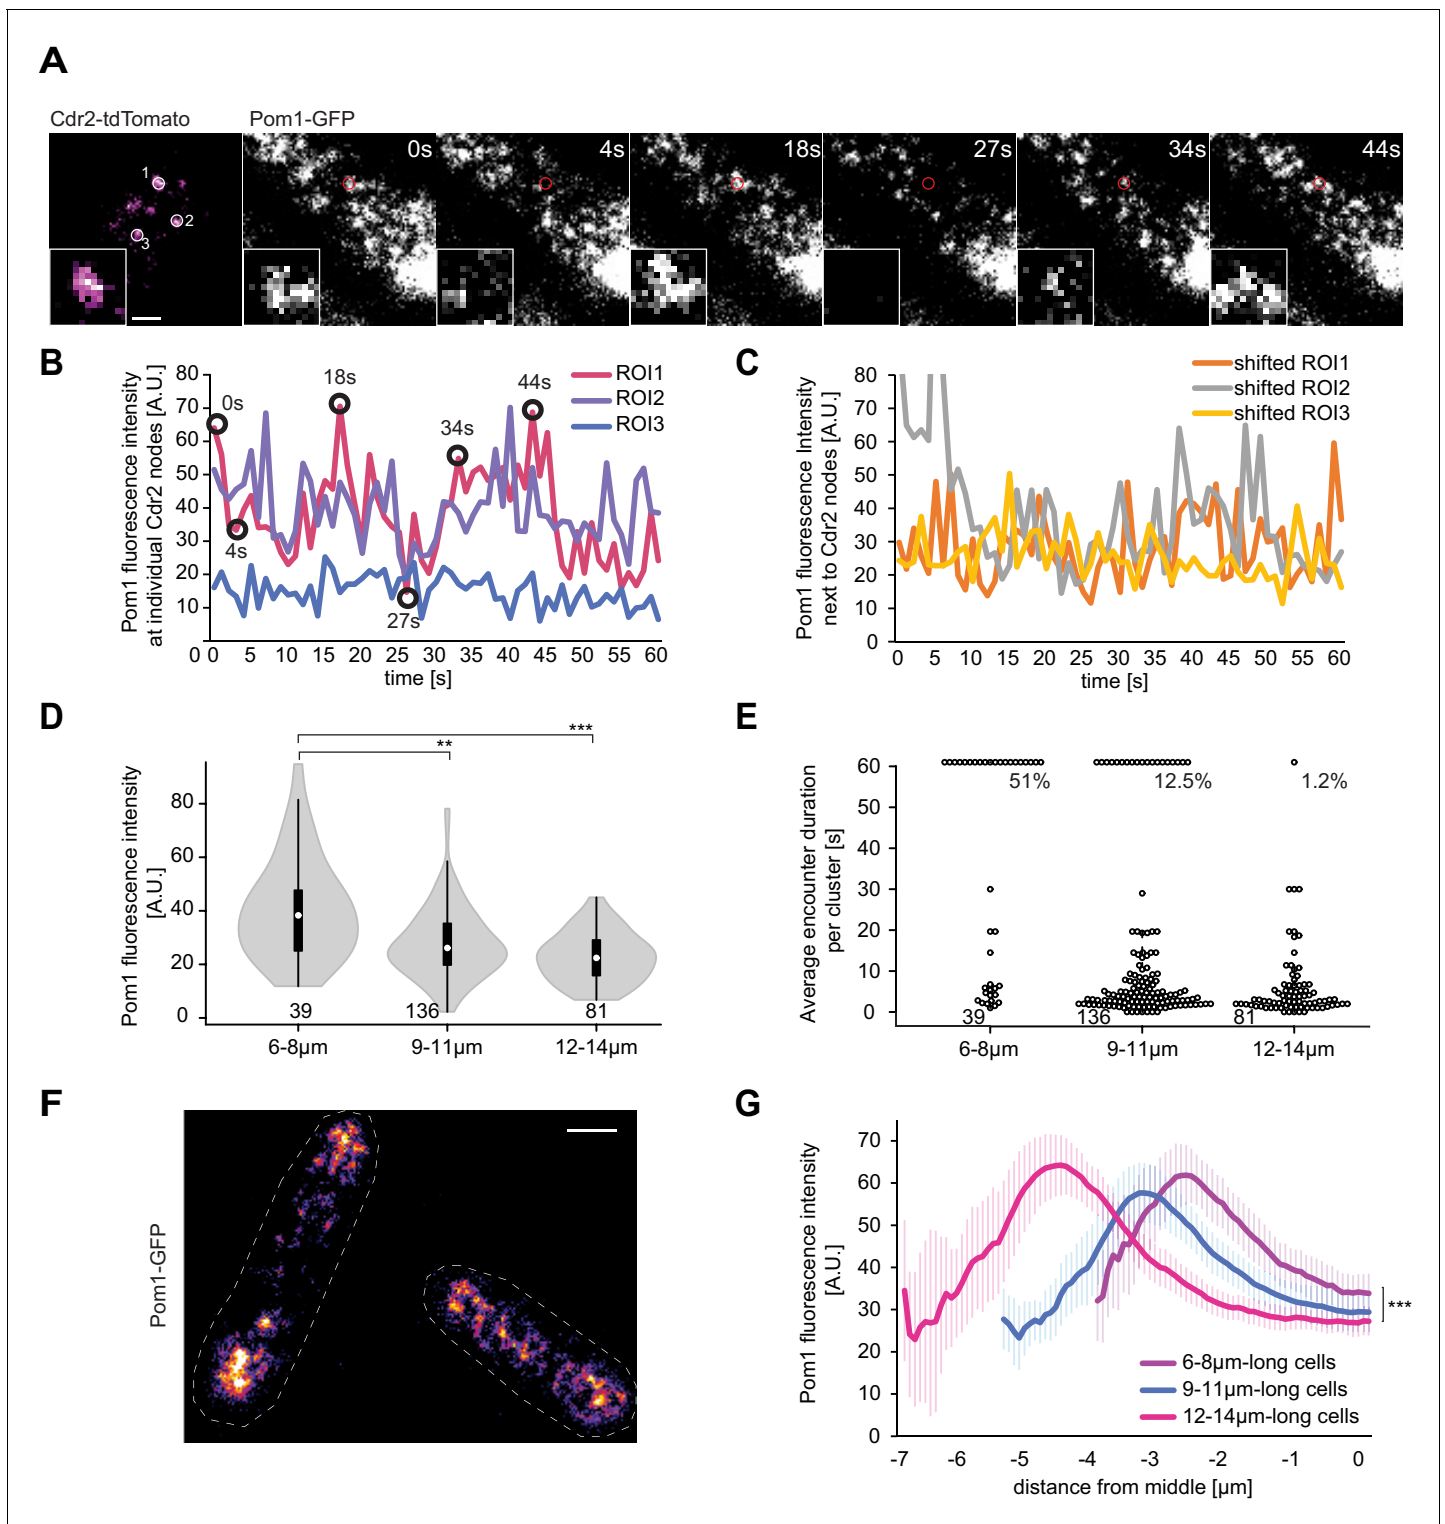 A
Cdr2-tdTomato
Pom1-GFP
1
2
3
0s
4s
18s
27s
34s
44s
B
Pom1 fluorescence intensity
at individual Cdr2 nodes [A.U.]
80
70
60
50
40
30
20
10
0
0s
4s
18s
27s
34s
44s
ROI1
ROI2
ROI3
0 5 10 15 20 25 30 35 40 45 50 55 60
time [s]
C
Pom1 fluorescence Intensity
next to Cdr2 nodes [A.U.]
80
70
60
50
40
30
20
10
0
shifted ROI1
shifted ROI2
shifted ROI3
0 5 10 15 20 25 30 35 40 45 50 55 60
time [s]
D
Pom1 fluorescence intensity
[A.U.]
80
60
40
20
0
***
**
39
136
81
6-8µm
9-11µm
12-14µm
E
Average encounter duration
per cluster [s]
60
50
40
30
20
10
0
51%
12.5%
1.2%
39
136
81
6-8µm
9-11µm
12-14µm
F
Pom1-GFP
G
Pom1 fluorescence intensity
[A.U.]
70
60
50
40
30
20
10
0
***
6-8µm-long cells
9-11µm-long cells
12-14µm-long cells
-7 -6 -5 -4 -3 -2 -1 0
distance from middle [µm]